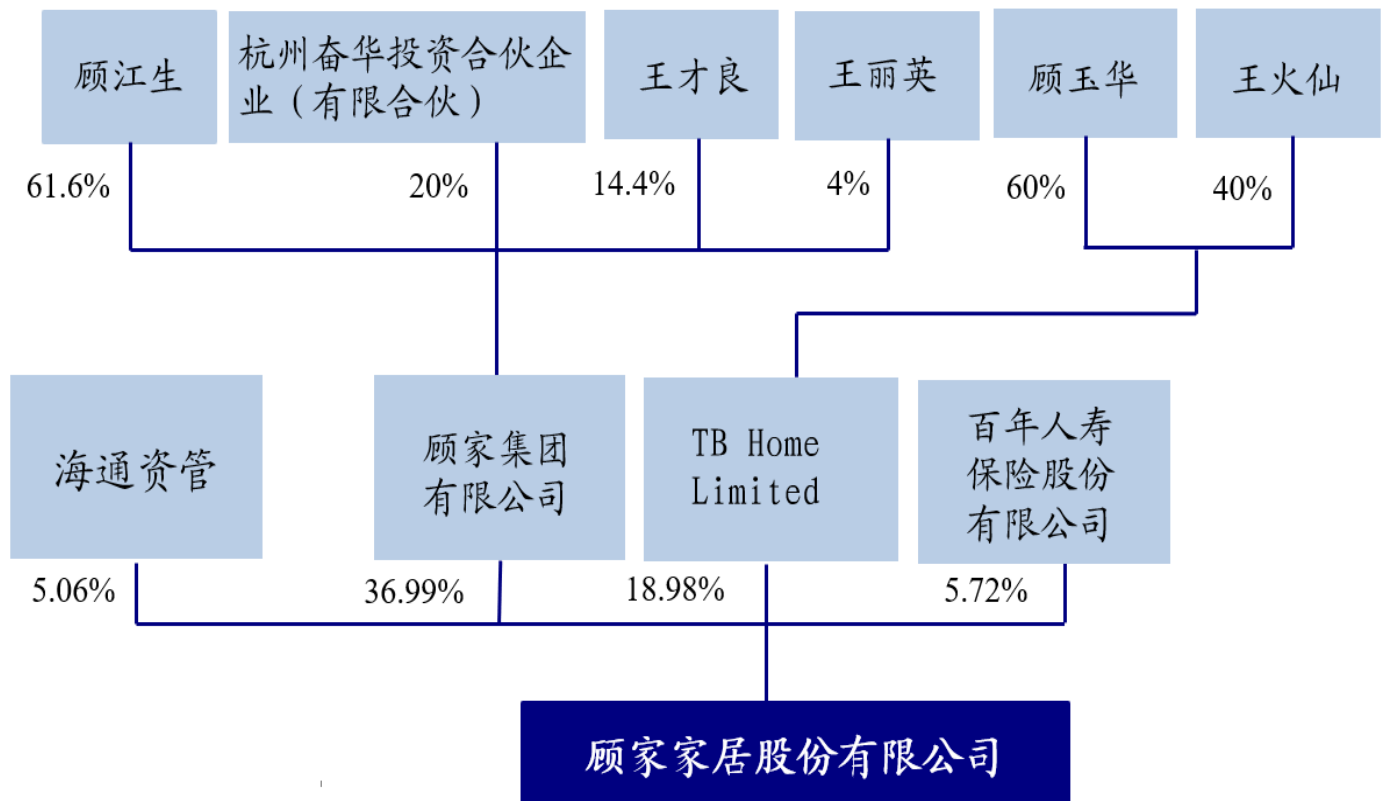 顾江生
杭州奋华投资合伙企
业（有限合伙）
王才良
王丽英
顾玉华
王火仙
61.6%
20%
14.4%
4%
60%
40%
海通资管
顾家集团
有限公司
TB Home
Limited
百年人寿
保险股份
有限公司
5.06%
36.99%
18.98%
5.72%
顾家家居股份有限公司